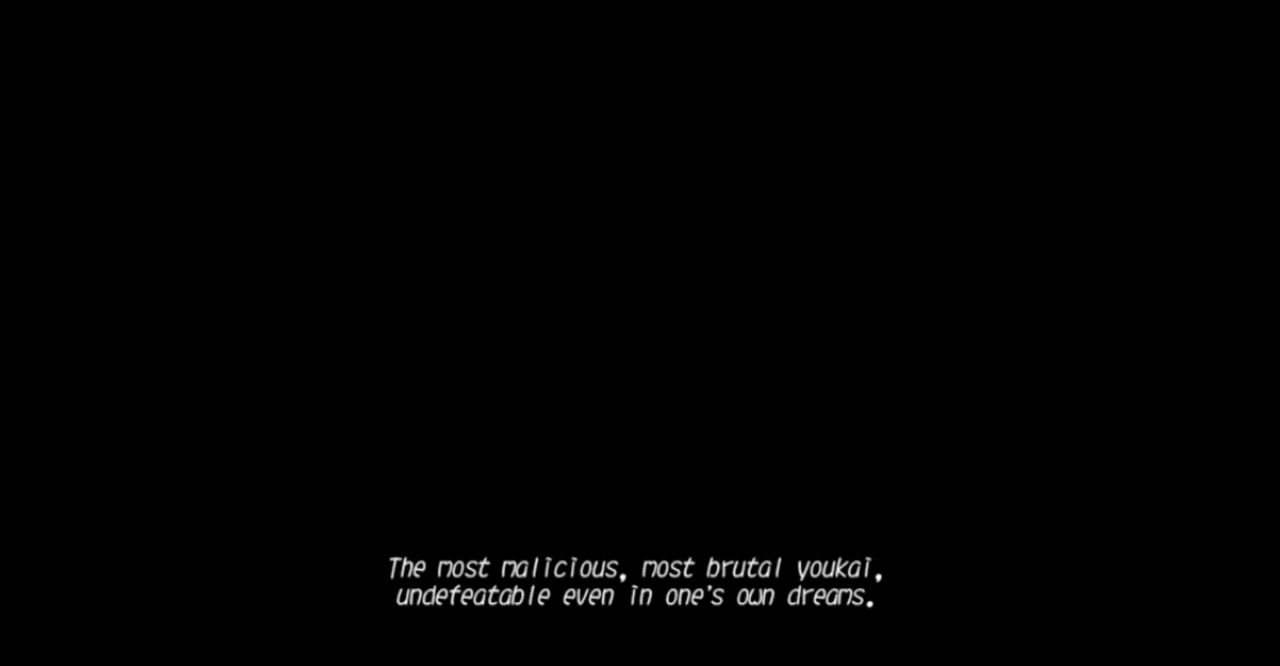 The most malicious, most brutal youkai,
undefeatable even in one's own dreams.